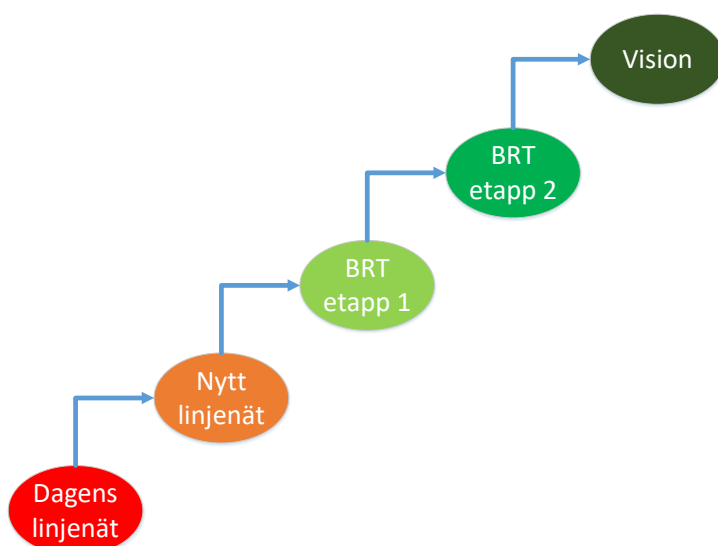 Vision
BRT
etapp 2
BRT
etapp 1
Nytt
linjenät
Dagens
linjenät